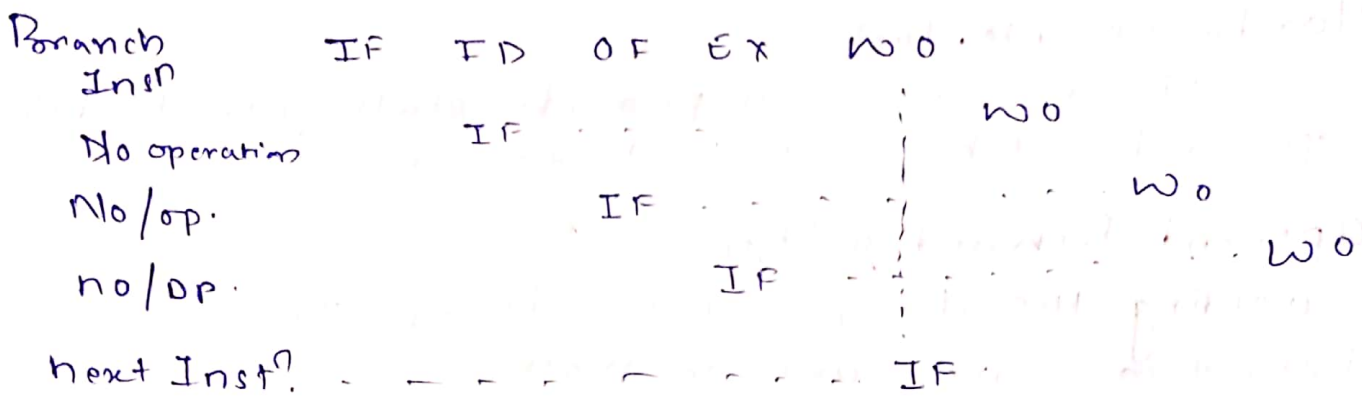 Branch IF ID OF EX WO.
Insn
No operation IF . . . WO
No/op. IF . . . . . . WO
no/op. IF - - . . . . . . . WO
next Instn. . - - - - . . . . IF .